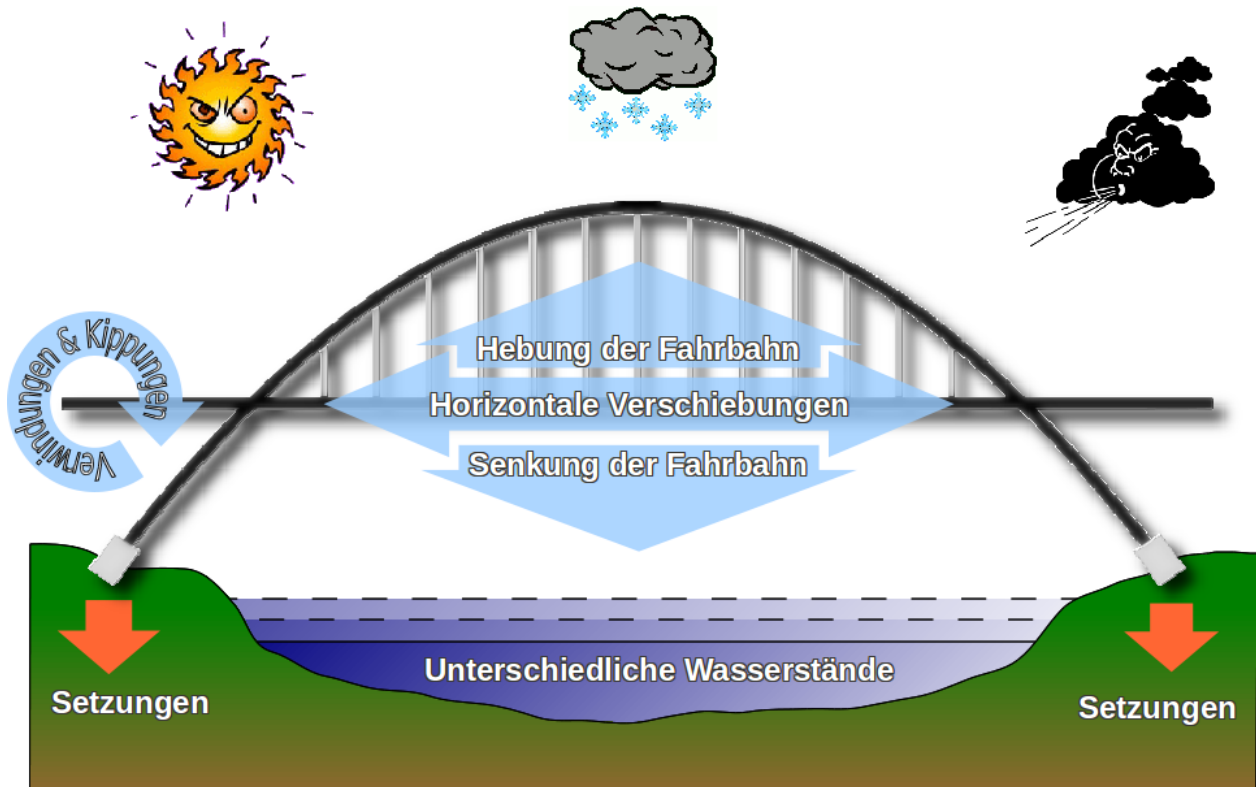 Verwindungen & Kippungen
Hebung der Fahrbahn
Horizontale Verschiebungen
Senkung der Fahrbahn
Unterschiedliche Wasserstände
Setzungen
Setzungen